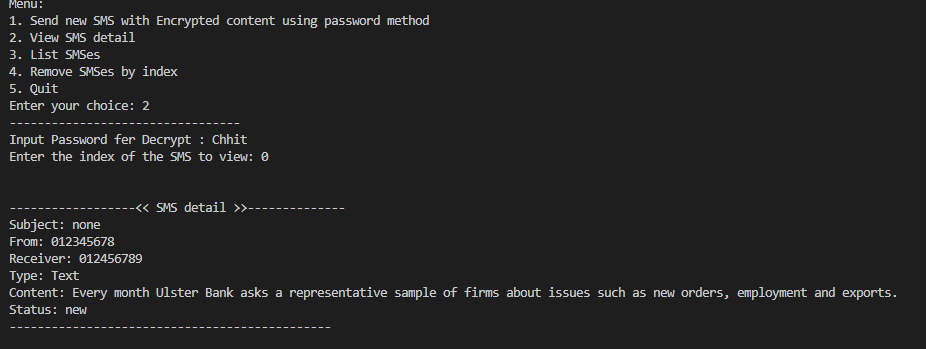 Menu:
1. Send new SMS with Encrypted content using password method
2. View SMS detail
3. List SMSes
4. Remove SMSes by index
5. Quit
Enter your choice: 2
---------------------------------
Input Password fer Decrypt : Chhit
Enter the index of the SMS to view: 0
------------------<< SMS detail >>--------------
Subject: none
From: 012345678
Receiver: 012456789
Type: Text
Content: Every month Ulster Bank asks a representative sample of firms about issues such as new orders, employment and exports.
Status: new
----------------------------------------------